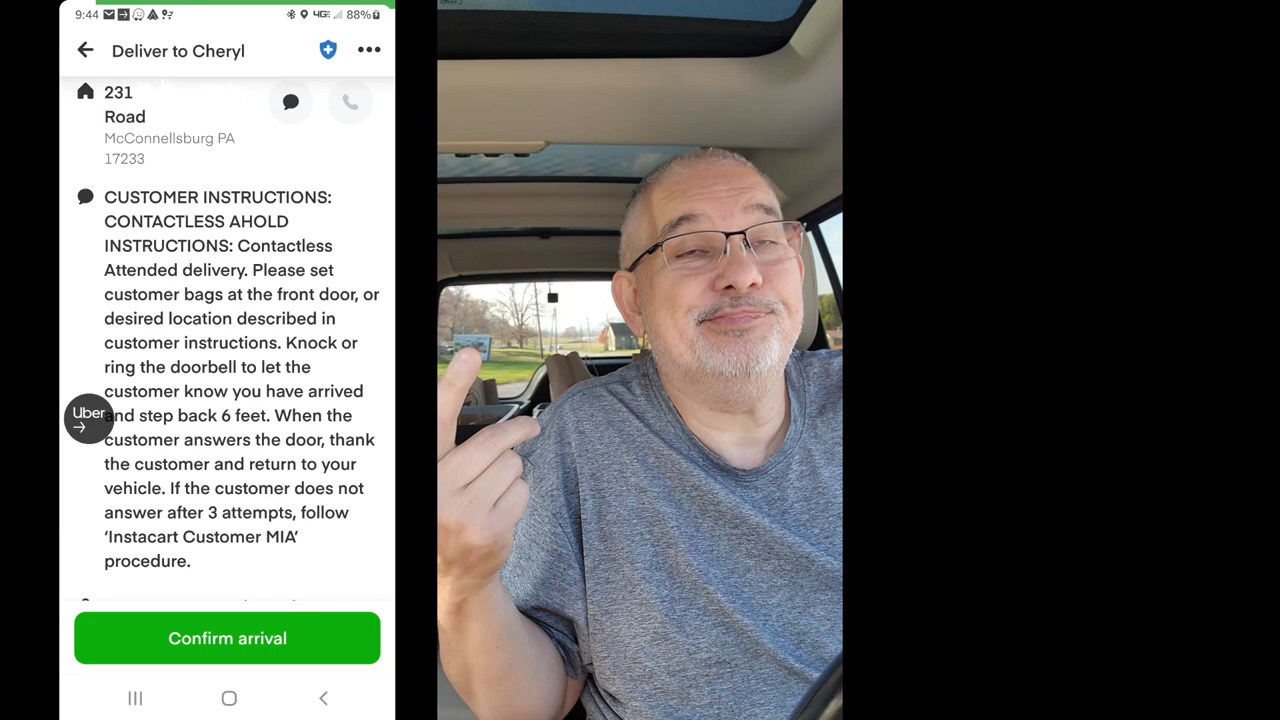 9:44
4G
88%
Deliver to Cheryl
231
Road
McConnellsburg PA
17233
CUSTOMER INSTRUCTIONS:
CONTACTLESS AHOLD
INSTRUCTIONS: Contactless
Attended delivery. Please set
customer bags at the front door, or
desired location described in
customer instructions. Knock or
ring the doorbell to let the
customer know you have arrived
and step back 6 feet. When the
customer answers the door, thank
the customer and return to your
vehicle. If the customer does not
answer after 3 attempts, follow
‘Instacart Customer MIA’
procedure.
Uber
Confirm arrival